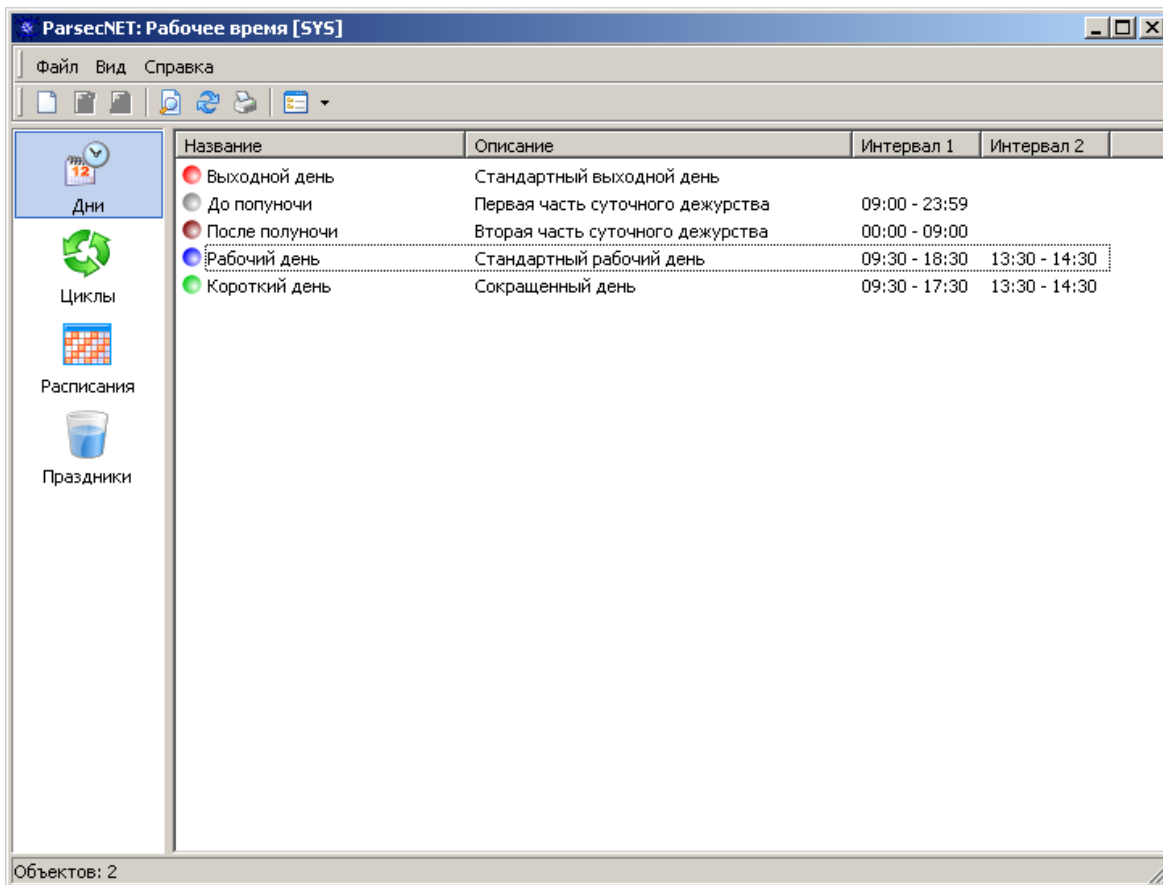 ParsecNET: Рабочее время [SYS]
Файл Вид Справка
Дни
Циклы
Расписания
Праздники
Название Описание Интервал 1 Интервал 2
Выходной день Стандартный выходной день
До полуночи Первая часть суточного дежурства 09:00 - 23:59
После полуночи Вторая часть суточного дежурства 00:00 - 09:00
Рабочий день Стандартный рабочий день 09:30 - 18:30 13:30 - 14:30
Короткий день Сокращенный день 09:30 - 17:30 13:30 - 14:30
Объектов: 2